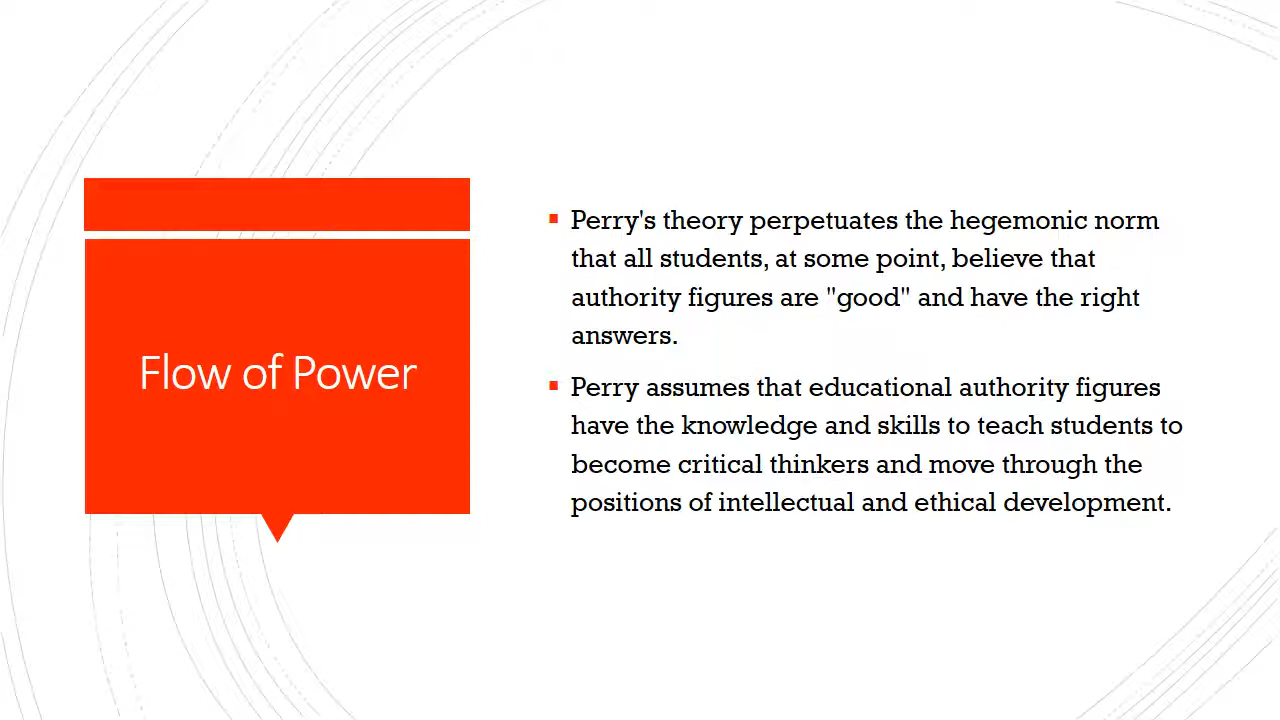 Flow of Power
▪ Perry's theory perpetuates the hegemonic norm
that all students, at some point, believe that
authority figures are "good" and have the right
answers.
▪ Perry assumes that educational authority figures
have the knowledge and skills to teach students to
become critical thinkers and move through the
positions of intellectual and ethical development.